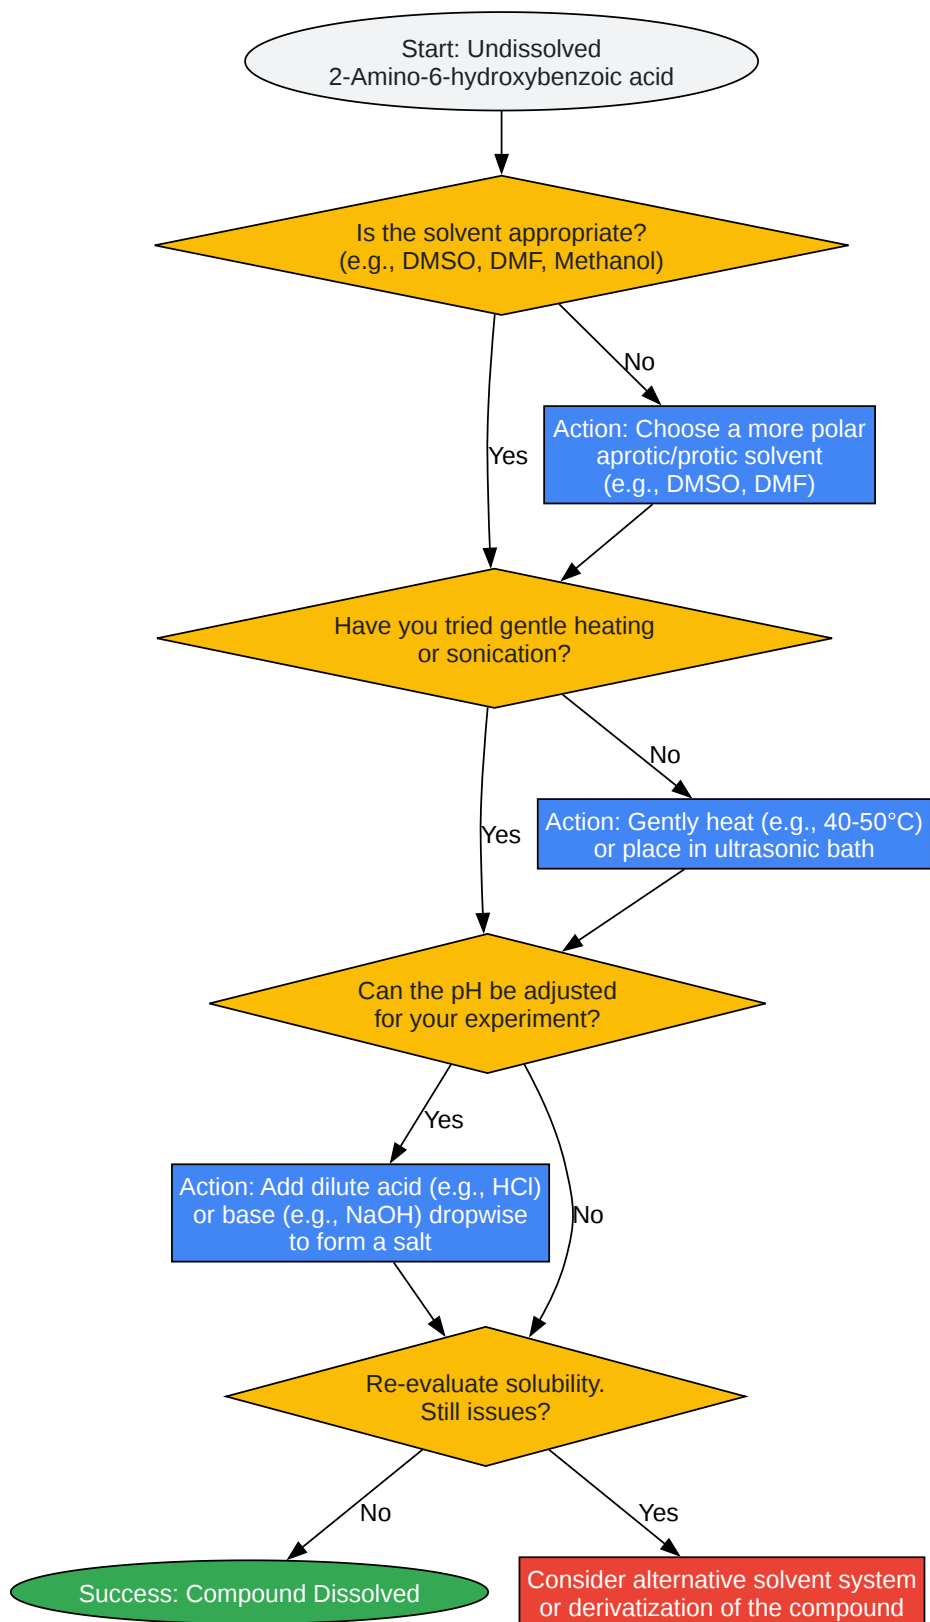 Start: Undissolved
2-Amino-6-hydroxybenzoic acid
Is the solvent appropriate?
(e.g., DMSO, DMF, Methanol)
No
Action: Choose a more polar
aprotic/protic solvent
(e.g., DMSO, DMF)
Yes
Have you tried gentle heating
or sonication?
No
Action: Gently heat (e.g., 40-50°C)
or place in ultrasonic bath
Yes
Can the pH be adjusted
for your experiment?
Yes
Action: Add dilute acid (e.g., HCl)
or base (e.g., NaOH) dropwise
to form a salt
No
Re-evaluate solubility.
Still issues?
No
Yes
Success: Compound Dissolved
Consider alternative solvent system
or derivatization of the compound